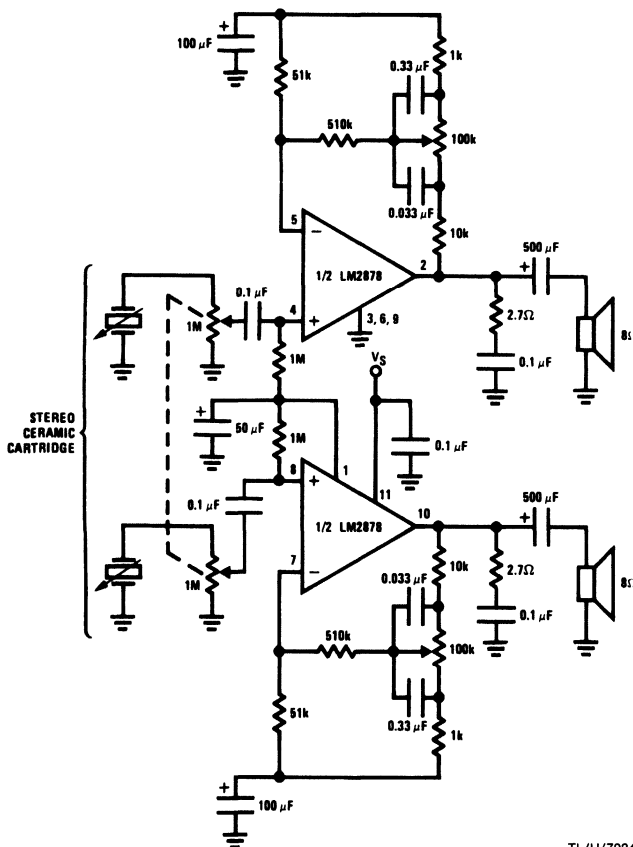 100 μF
51k
1k
0.33 μF
510k
100k
0.033 μF
10k
5
1/2 LM2878
2
500 μF
0.1 μF
4
3, 6, 9
1M
2.7Ω
0.1 μF
8Ω
1M
V_S
STEREO
CERAMIC
CARTRIDGE
50 μF
1M
1
0.1 μF
8
11
0.1 μF
1/2 LM2878
10
500 μF
7
1M
10k
2.7Ω
0.033 μF
0.1 μF
8Ω
510k
100k
51k
0.33 μF
1k
100 μF